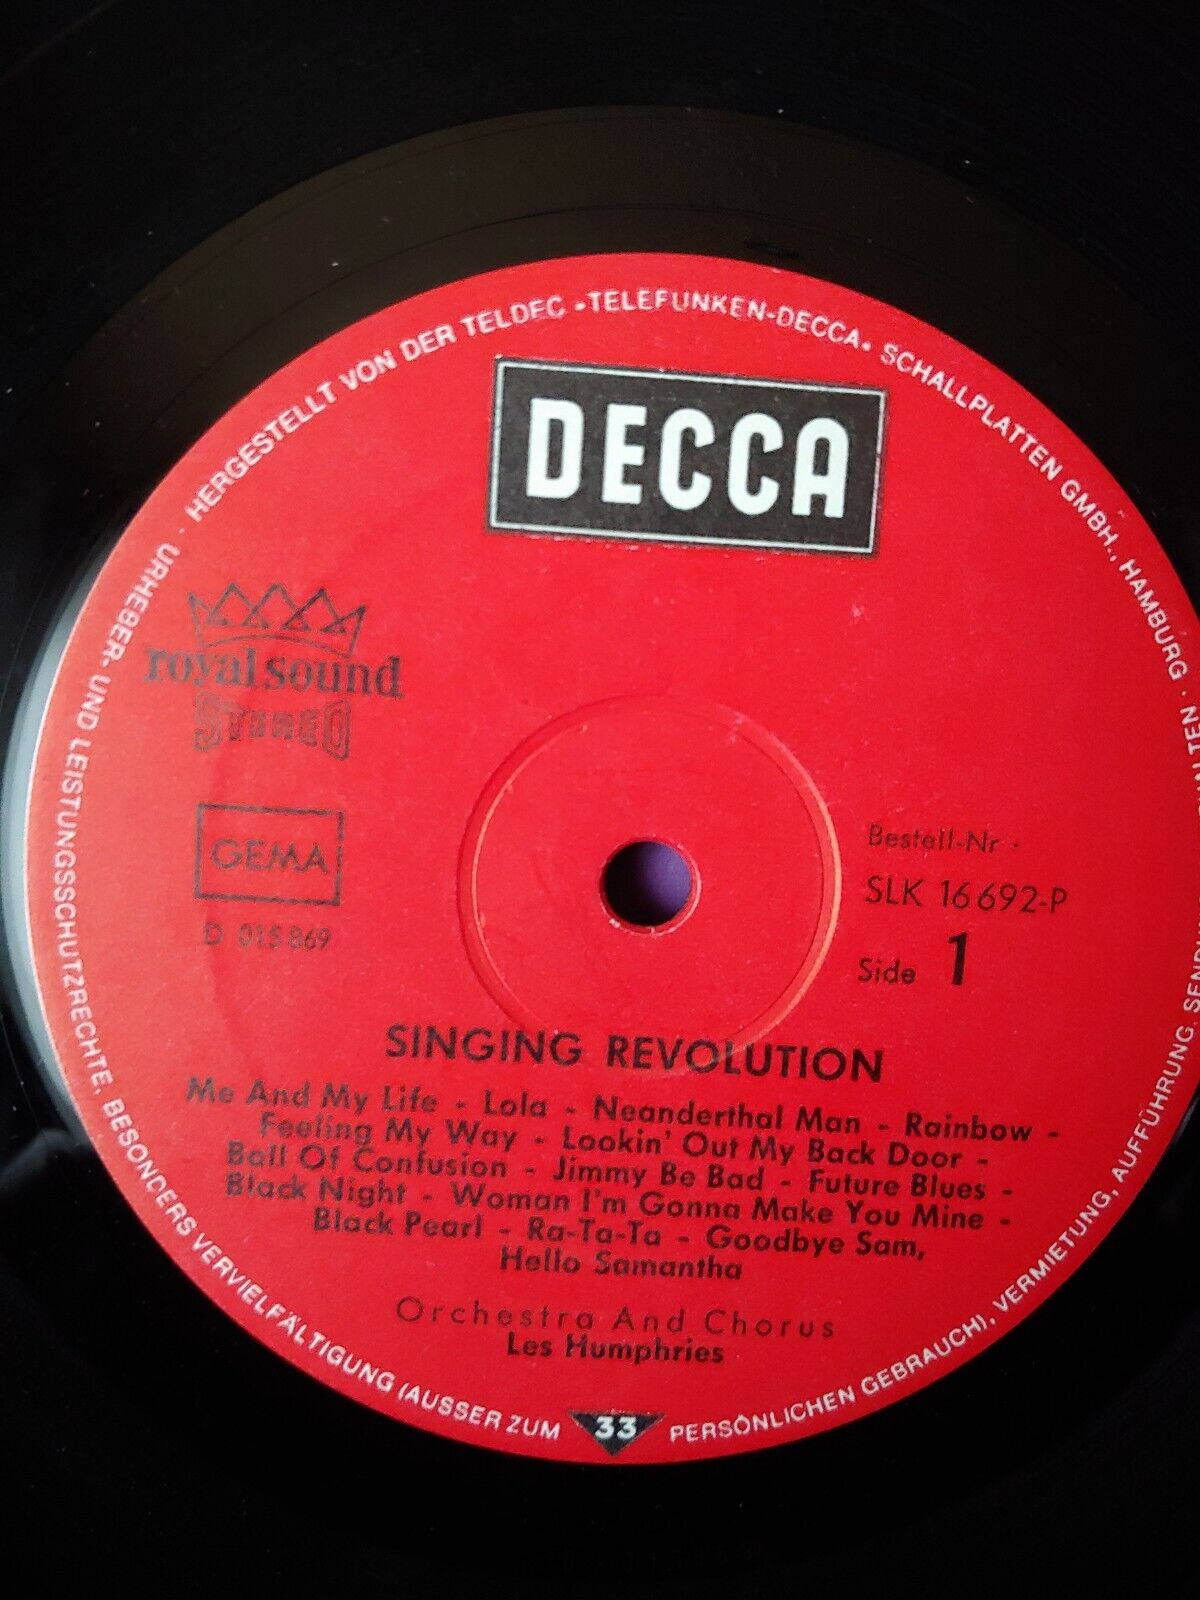 HERGESTELLT VON DER TELDEC •TELEFUNKEN-DECCA• SCHALLPLATTEN GMBH., HAMBURG ·
URHEBER- UND LEISTUNGSSCHUTZRECHTE, BESONDERS VERVIELFÄLTIGUNG (AUSSER ZUM
PERSÖNLICHEN GEBRAUCH), VERMIETUNG, AUFFÜHRUNG,
DECCA
royal sound
STEREO
GEMA
D 015 869
Bestell-Nr ·
SLK 16 692-P
Side 1
SINGING REVOLUTION
Me And My Life - Lola - Neanderthal Man - Rainbow -
Feeling My Way - Lookin' Out My Back Door -
Ball Of Confusion - Jimmy Be Bad - Future Blues -
Black Night - Woman I'm Gonna Make You Mine -
Black Pearl - Ra-Ta-Ta - Goodbye Sam,
Hello Samantha
Orchestra And Chorus
Les Humphries
33